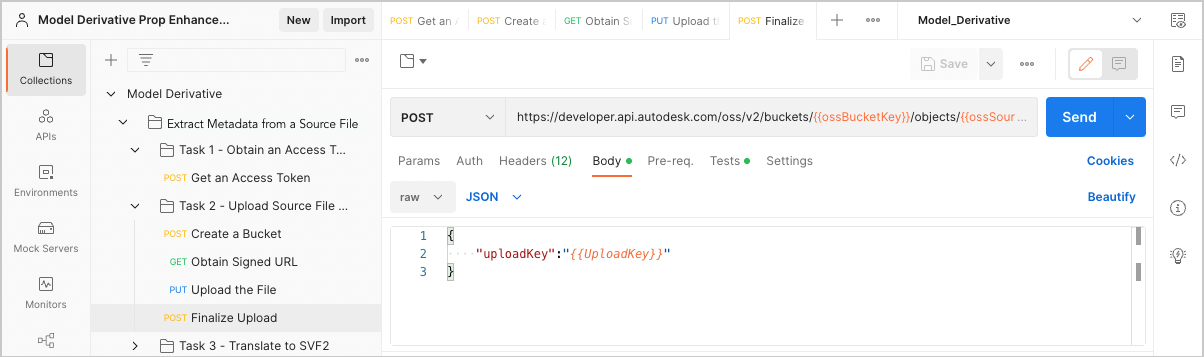 Model Derivative Prop Enhance...
New
Import
POST Get an A
POST Create a
GET Obtain Si
PUT Upload th
POST Finalize
Model_Derivative
Collections
APIs
Environments
Mock Servers
Monitors
Model Derivative
Extract Metadata from a Source File
Task 1 - Obtain an Access T...
POST Get an Access Token
Task 2 - Upload Source File ...
POST Create a Bucket
GET Obtain Signed URL
PUT Upload the File
POST Finalize Upload
Task 3 - Translate to SVF2
Save
POST
https://developer.api.autodesk.com/oss/v2/buckets/{{ossBucketKey}}/objects/{{ossSour ...
Send
Params Auth Headers (12) Body Pre-req. Tests Settings
Cookies
raw JSON
Beautify
1 {
2 "uploadKey":"{{UploadKey}}"
3 }